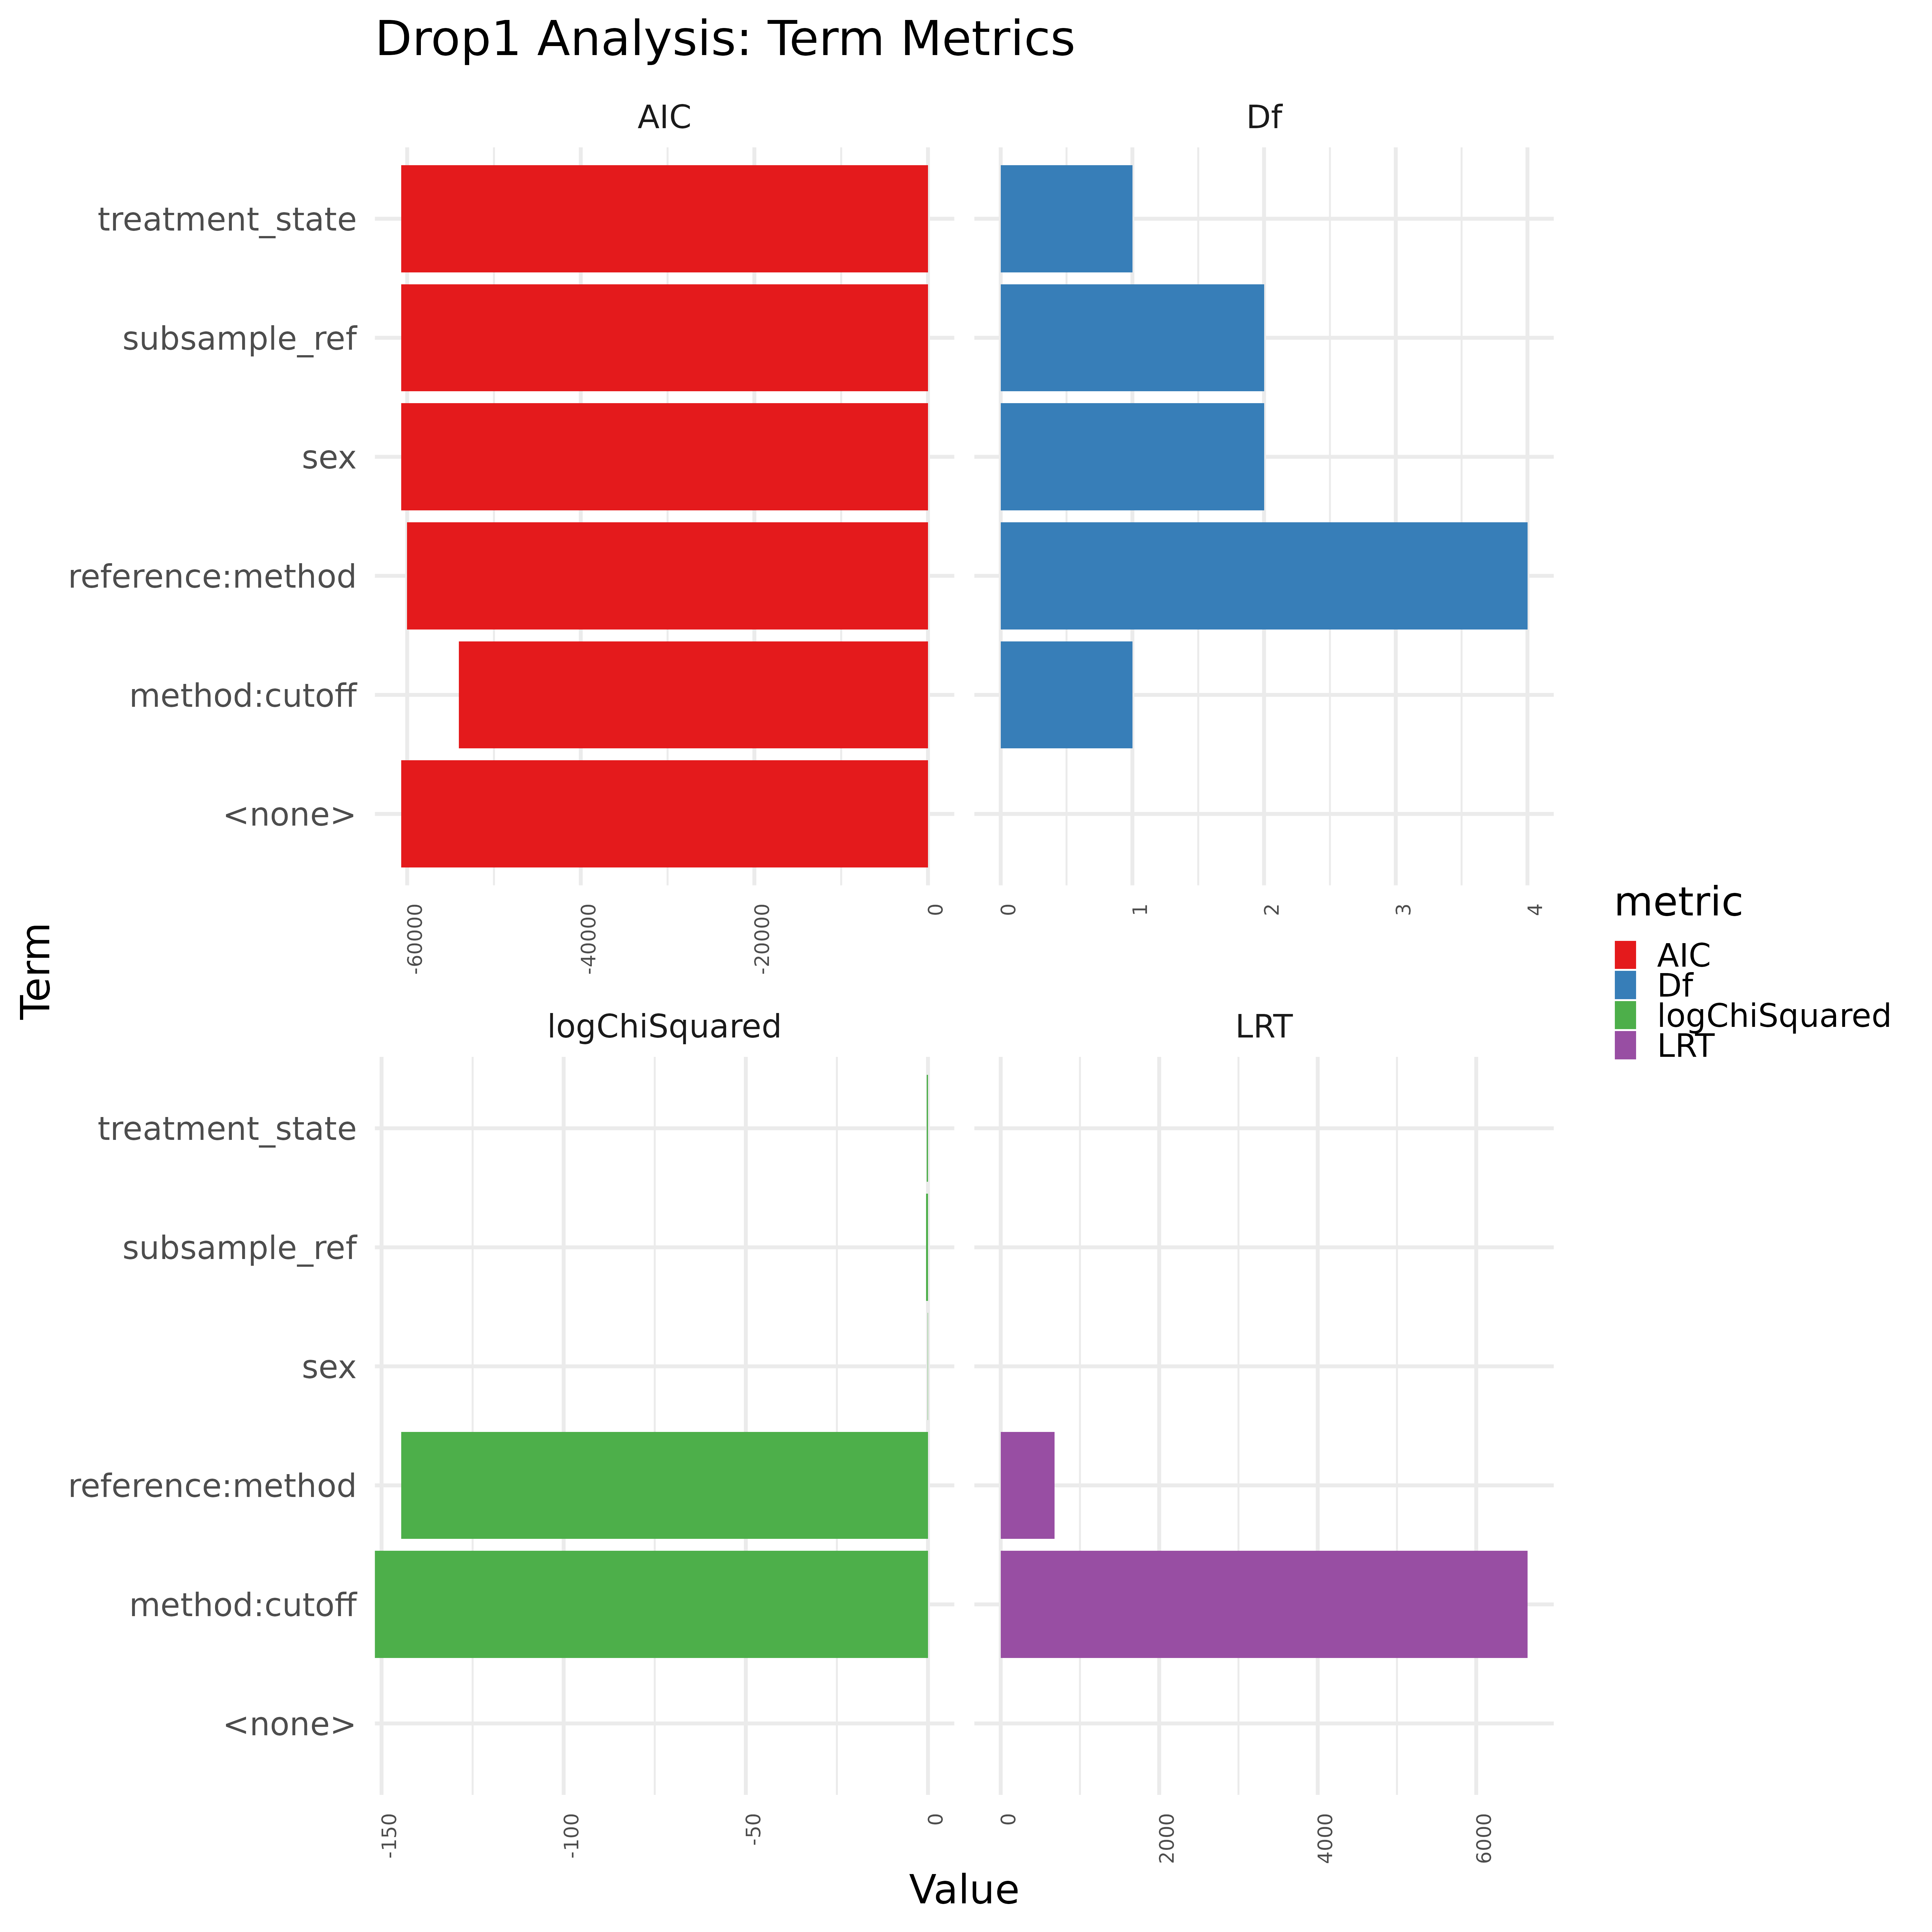 Drop1 Analysis: Term Metrics
AIC
Df
treatment_state
subsample_ref
sex
reference:method
method:cutoff
<none>
-60000
-40000
-20000
0
0
1
2
3
4
logChiSquared
LRT
treatment_state
subsample_ref
sex
reference:method
method:cutoff
<none>
-150
-100
-50
0
0
2000
4000
6000
Value
Term
metric
AIC
Df
logChiSquared
LRT